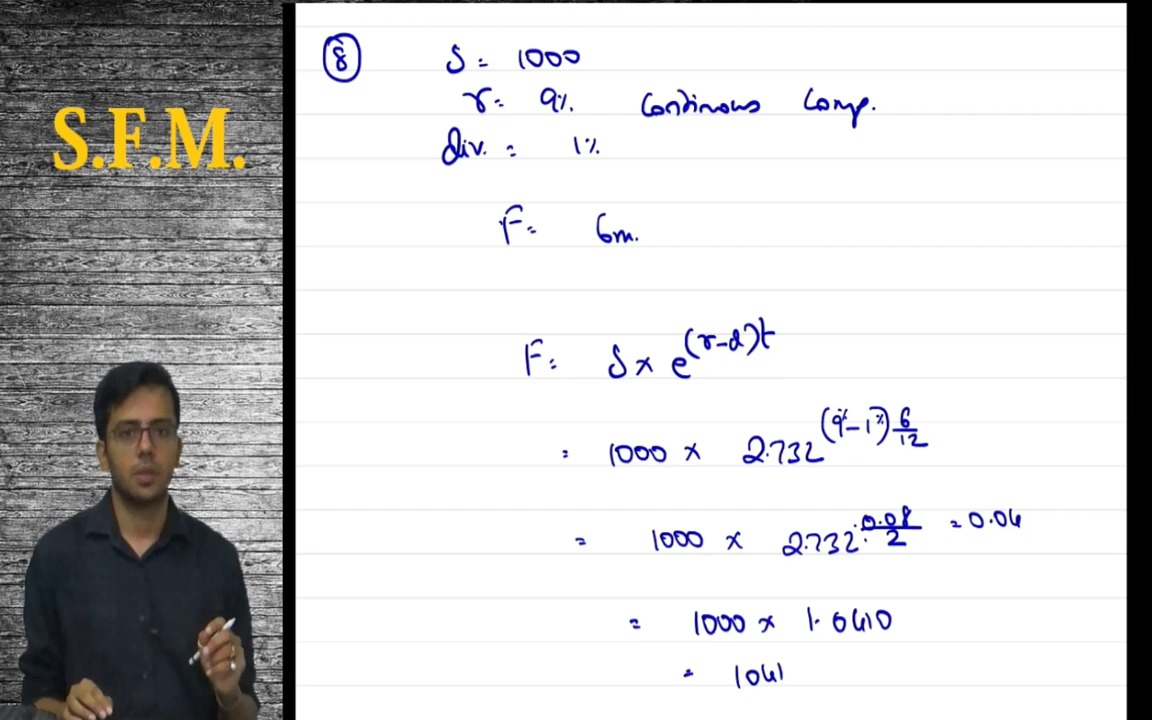 S.F.M.
8 S = 1000
r = 9% Continous Comp.
div. = 1%
F = 6m.
F = S x e^(r-d)t
= 1000 x 2.732^(9%-1%)6/12
= 1000 x 2.732^0.08/2 = 0.04
= 1000 x 1.0410
= 1041